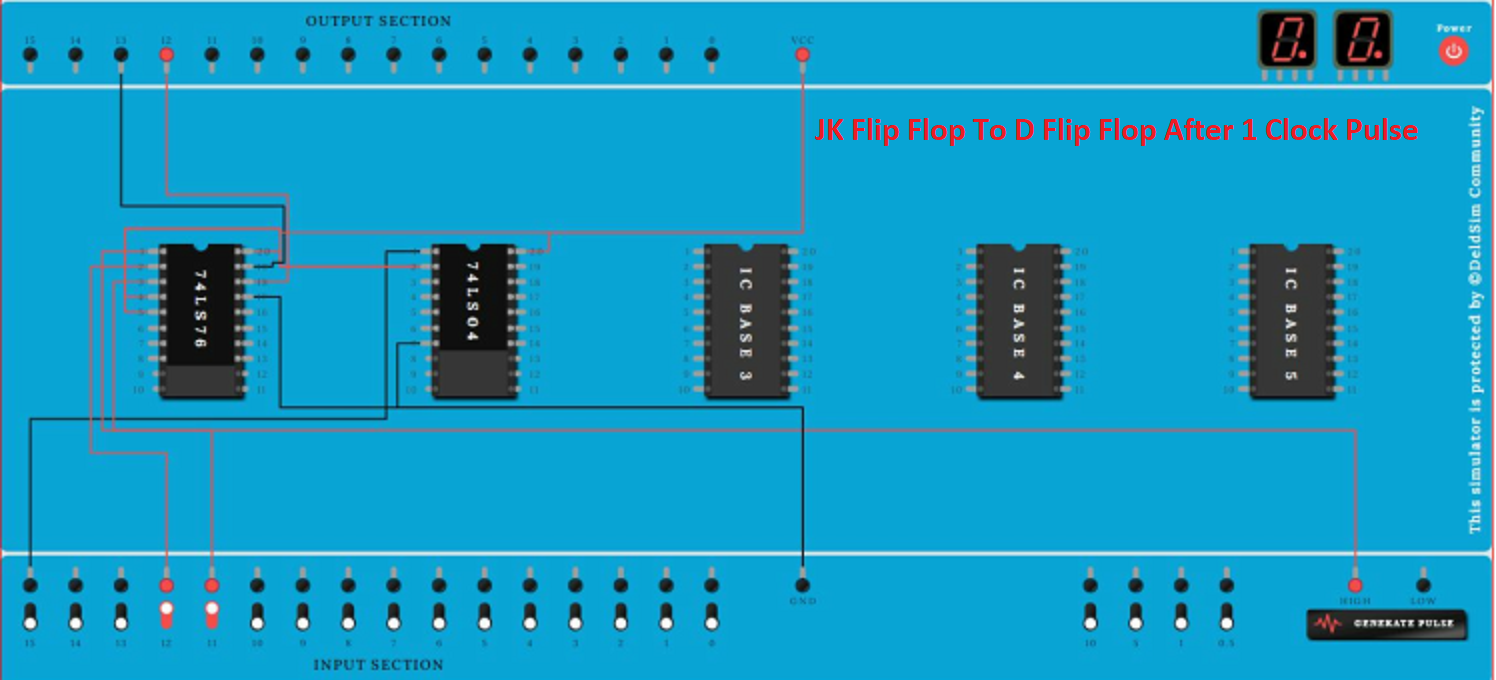 OUTPUT SECTION
15 14 13 12 11 10 9 8 7 6 5 4 3 2 1 0 VCC
Power
8. 8.
JK Flip Flop To D Flip Flop After 1 Clock Pulse
This simulator is protected by ©DeldSim Community
74LS76
74LS04
IC BASE 3
IC BASE 4
IC BASE 5
GND
HIGH LOW
GENERATE PULSE
15 14 13 12 11 10 9 8 7 6 5 4 3 2 1 0
10 5 1 0.5
INPUT SECTION